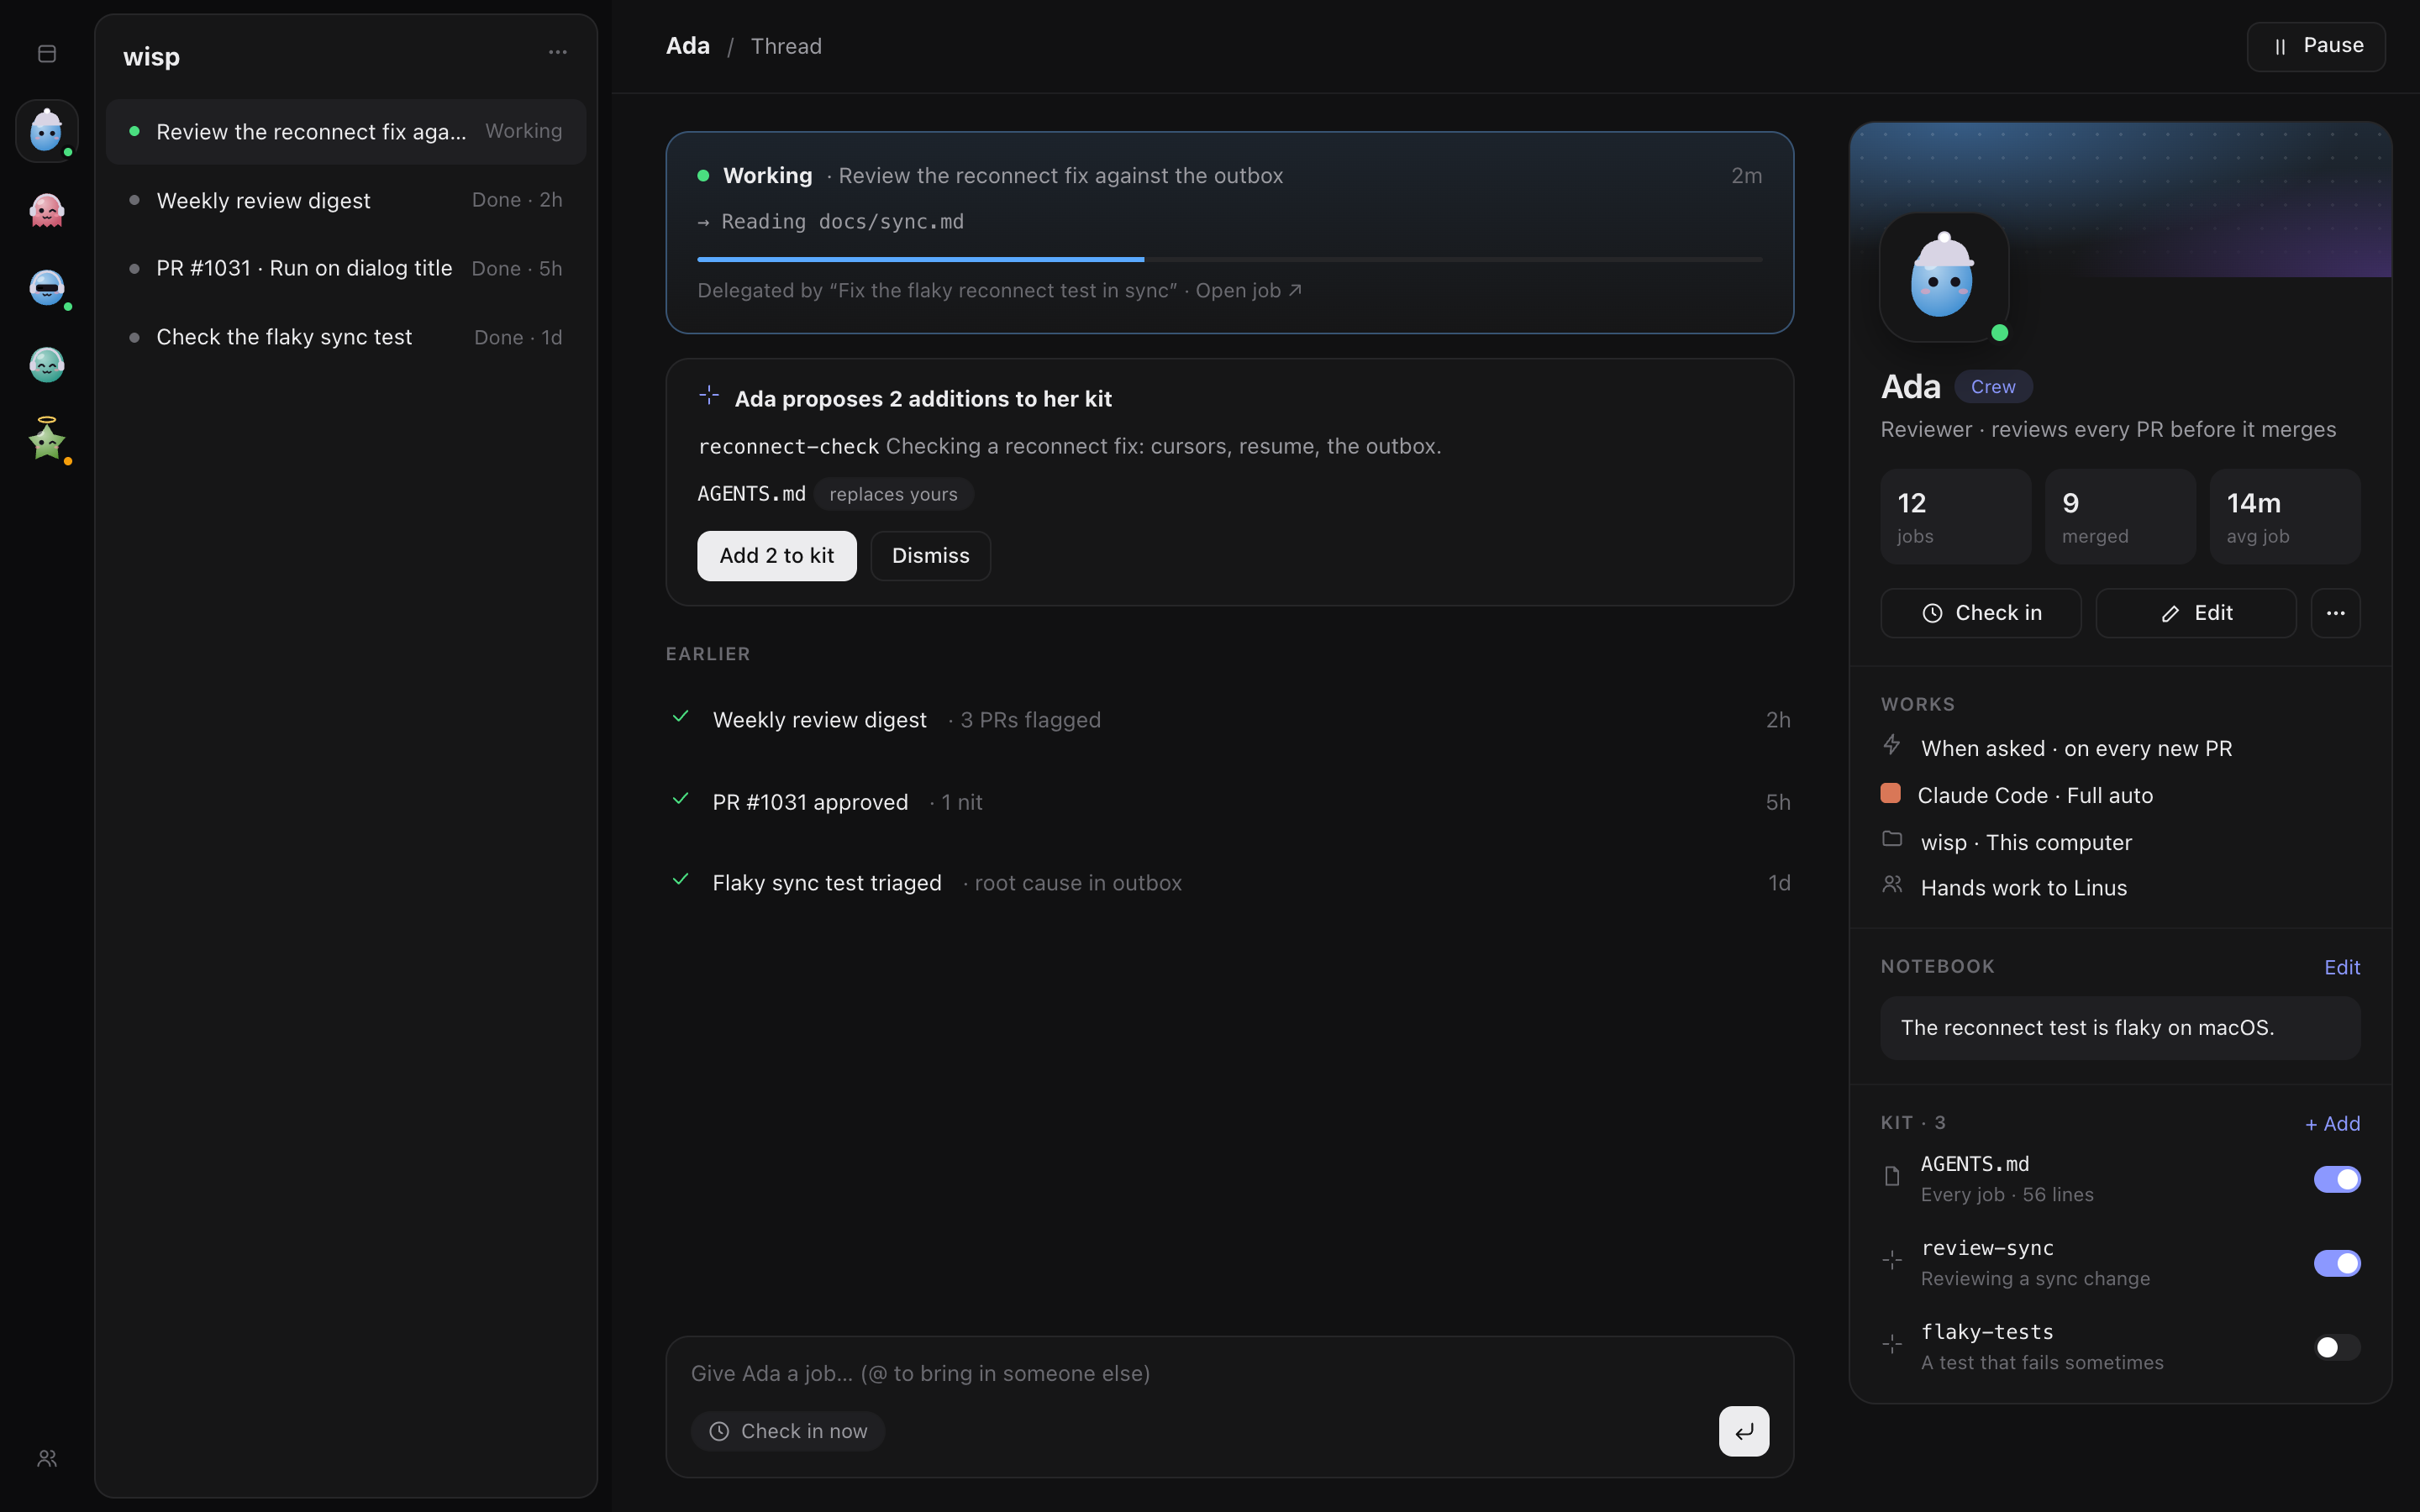 wisp
Review the reconnect fix aga... Working
Weekly review digest Done · 2h
PR #1031 · Run on dialog title Done · 5h
Check the flaky sync test Done · 1d
Ada / Thread
Pause
Working · Review the reconnect fix against the outbox 2m
→ Reading docs/sync.md
Delegated by “Fix the flaky reconnect test in sync” · Open job ↗
Ada proposes 2 additions to her kit
reconnect-check Checking a reconnect fix: cursors, resume, the outbox.
AGENTS.md replaces yours
Add 2 to kit Dismiss
EARLIER
Weekly review digest · 3 PRs flagged 2h
PR #1031 approved · 1 nit 5h
Flaky sync test triaged · root cause in outbox 1d
Give Ada a job... (@ to bring in someone else)
Check in now
Ada Crew
Reviewer · reviews every PR before it merges
12 9 14m
jobs merged avg job
Check in Edit
WORKS
When asked · on every new PR
Claude Code · Full auto
wisp · This computer
Hands work to Linus
NOTEBOOK Edit
The reconnect test is flaky on macOS.
KIT · 3 + Add
AGENTS.md
Every job · 56 lines
review-sync
Reviewing a sync change
flaky-tests
A test that fails sometimes